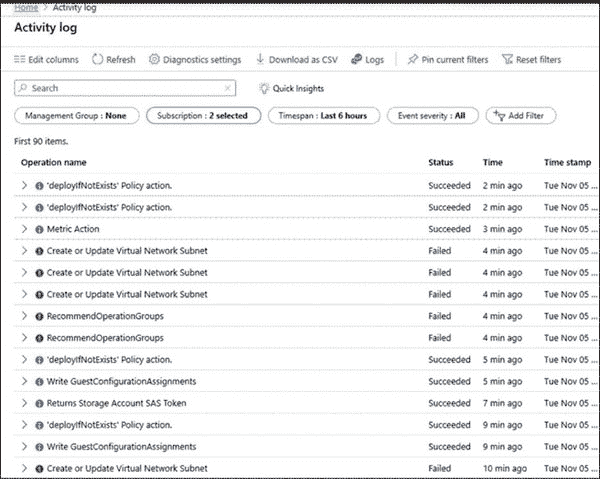 Home > Activity log
Activity log
Edit columns Refresh Diagnostics settings Download as CSV Logs Pin current filters Reset filters
Search Quick Insights
Management Group : None Subscription : 2 selected Timespan : Last 6 hours Event severity : All Add Filter
First 90 items.
Operation name Status Time Time stamp
'deployIfNotExists' Policy action. Succeeded 2 min ago Tue Nov 05 ...
'deployIfNotExists' Policy action. Succeeded 2 min ago Tue Nov 05 ...
Metric Action Succeeded 3 min ago Tue Nov 05 ...
Create or Update Virtual Network Subnet Failed 4 min ago Tue Nov 05 ...
Create or Update Virtual Network Subnet Failed 4 min ago Tue Nov 05 ...
Create or Update Virtual Network Subnet Failed 4 min ago Tue Nov 05 ...
RecommendOperationGroups Failed 4 min ago Tue Nov 05 ...
RecommendOperationGroups Failed 4 min ago Tue Nov 05 ...
'deployIfNotExists' Policy action. Succeeded 5 min ago Tue Nov 05 ...
Write GuestConfigurationAssignments Succeeded 5 min ago Tue Nov 05 ...
Returns Storage Account SAS Token Succeeded 7 min ago Tue Nov 05 ...
'deployIfNotExists' Policy action. Succeeded 9 min ago Tue Nov 05 ...
Write GuestConfigurationAssignments Succeeded 9 min ago Tue Nov 05 ...
Create or Update Virtual Network Subnet Failed 10 min ago Tue Nov 05 ...